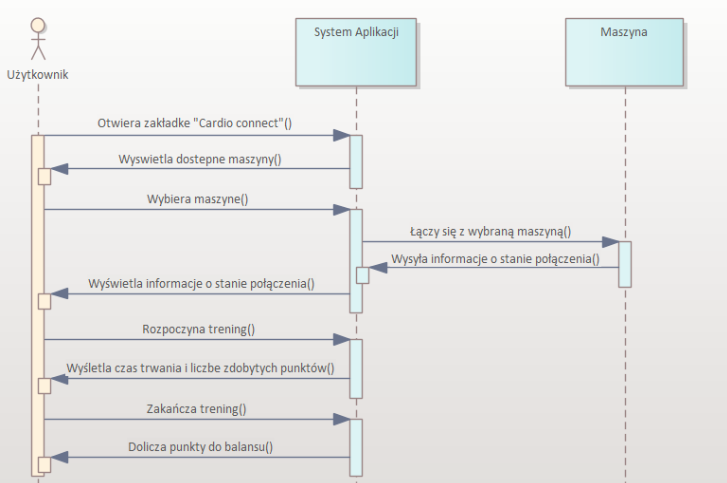 System Aplikacji
Maszyna
Użytkownik
Otwiera zakładke "Cardio connect"()
Wyswietla dostepne maszyny()
Wybiera maszyne()
Łączy się z wybraną maszyną()
Wysyła informacje o stanie połączenia()
Wyświetla informacje o stanie połączenia()
Rozpoczyna trening()
Wyśletla czas trwania i liczbe zdobytych punktów()
Zakańcza trening()
Dolicza punkty do balansu()